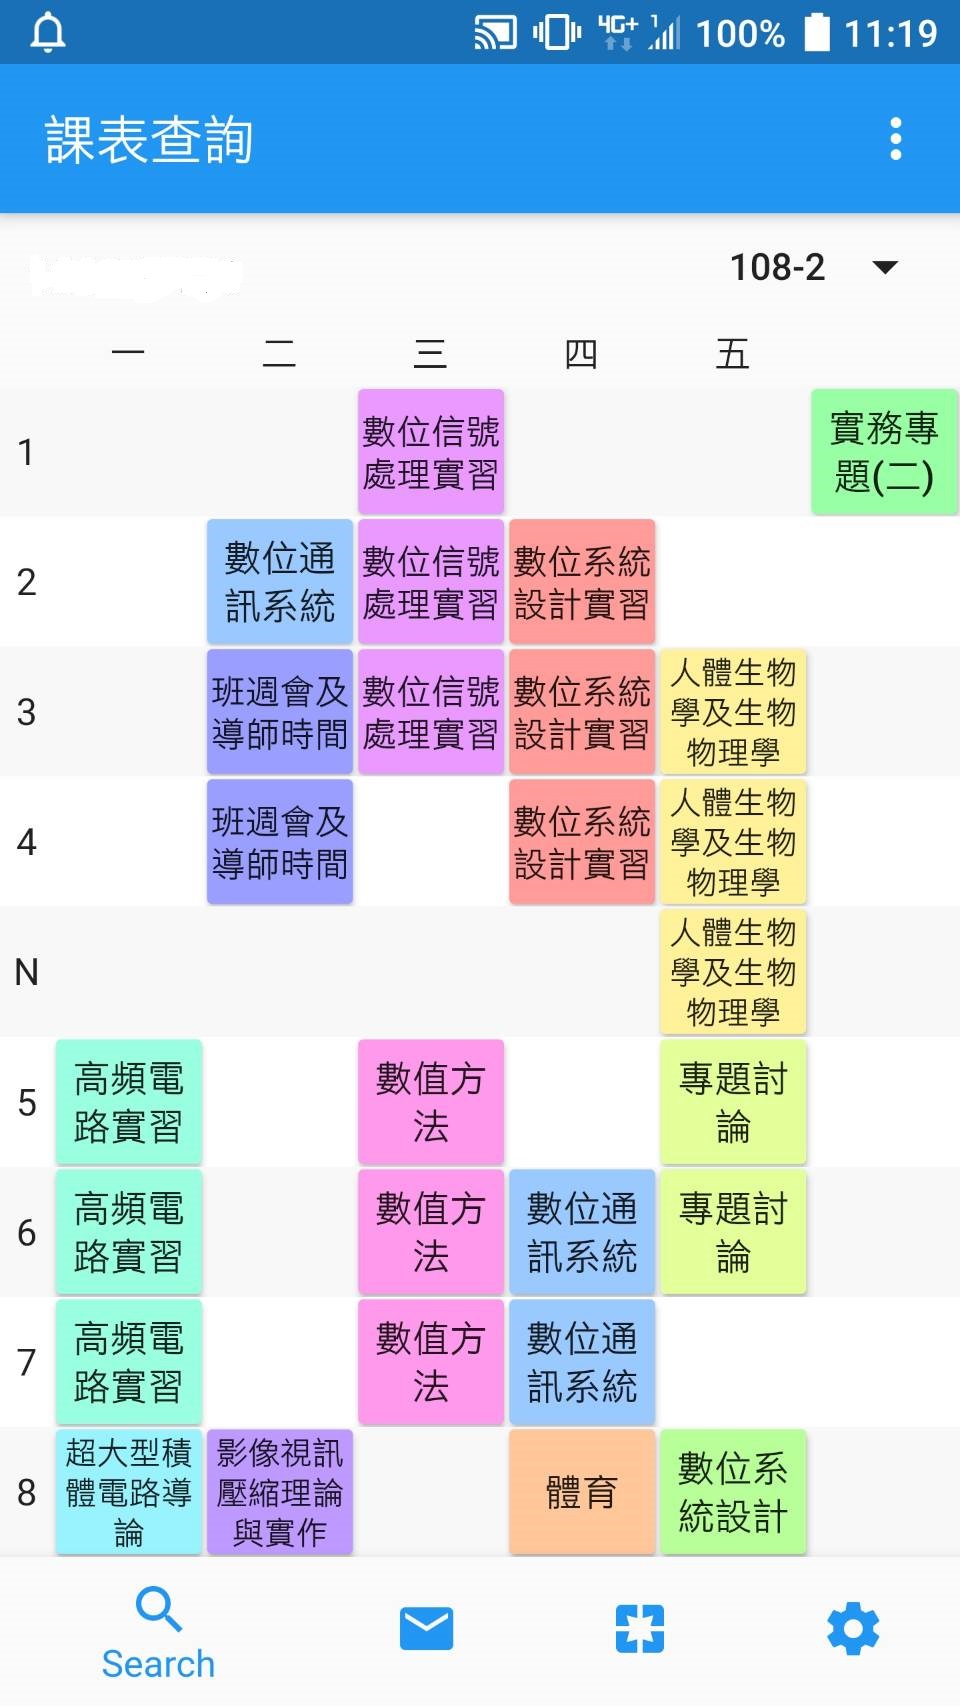 4G+ 1 100% 11:19
課表查詢
108-2
一 二 三 四 五
1
數位信號
處理實習
實務專
題(二)
2
數位通
訊系統
數位信號
處理實習
數位系統
設計實習
3
班週會及
導師時間
數位信號
處理實習
數位系統
設計實習
人體生物
學及生物
物理學
4
班週會及
導師時間
數位系統
設計實習
人體生物
學及生物
物理學
N
人體生物
學及生物
物理學
5
高頻電
路實習
數值方
法
專題討
論
6
高頻電
路實習
數值方
法
數位通
訊系統
專題討
論
7
高頻電
路實習
數值方
法
數位通
訊系統
8
超大型積
體電路導
論
影像視訊
壓縮理論
與實作
體育
數位系
統設計
Search